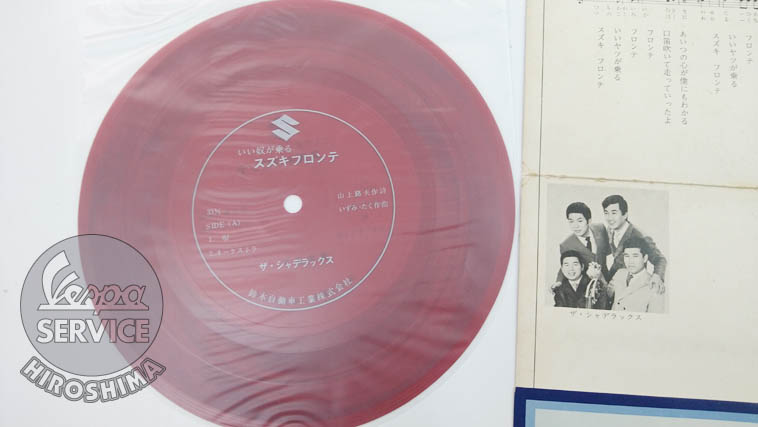 いい奴が乗る
スズキフロンテ
山上路夫作詩
いずみ・たく作曲
SIDE (A)
ザ・シャデラックス
鈴木自動車工業株式会社
フロンテ
いいヤツが乗る
スズキ フロンテ
あいつの心が僕にもわかる
口笛吹いて走っていったよ
フロンテ
フロンテ
いいヤツが乗る
スズキ フロンテ
ザ・シャデラックス
Vespa
SERVICE
HIROSHIMA